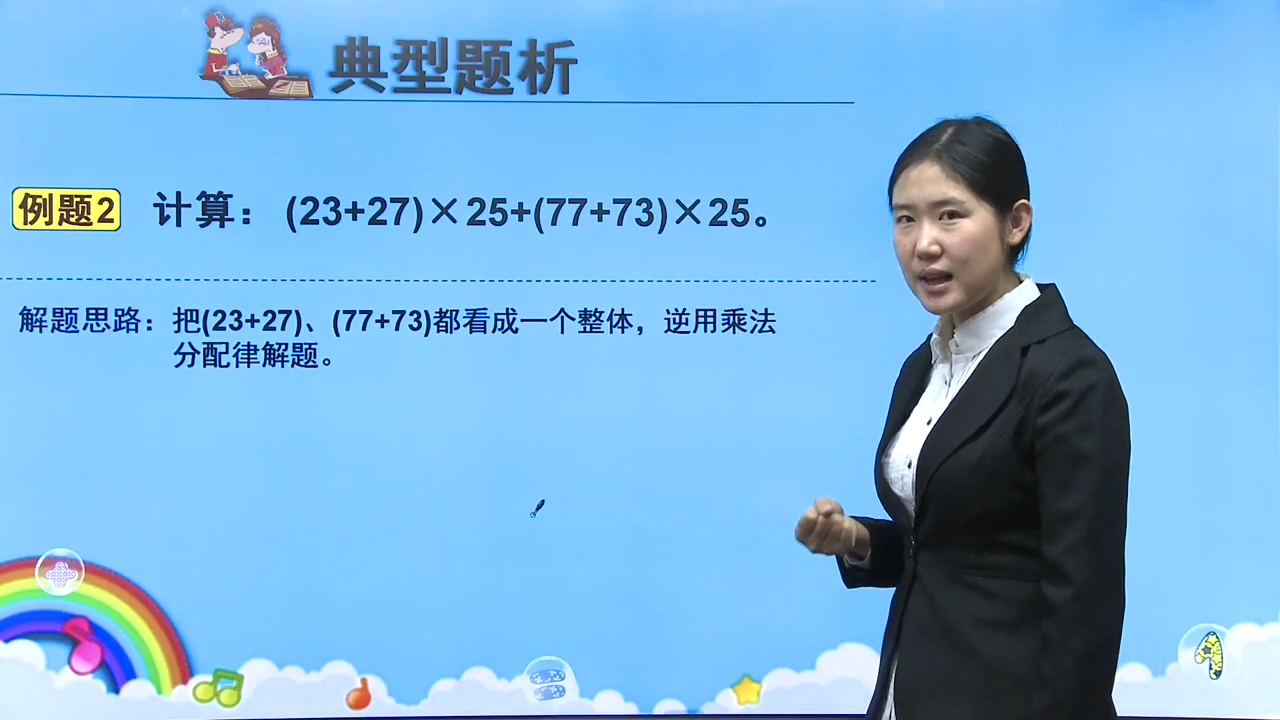 典型题析
例题2 计算：(23+27)×25+(77+73)×25。
解题思路：把(23+27)、(77+73)都看成一个整体，逆用乘法
分配律解题。